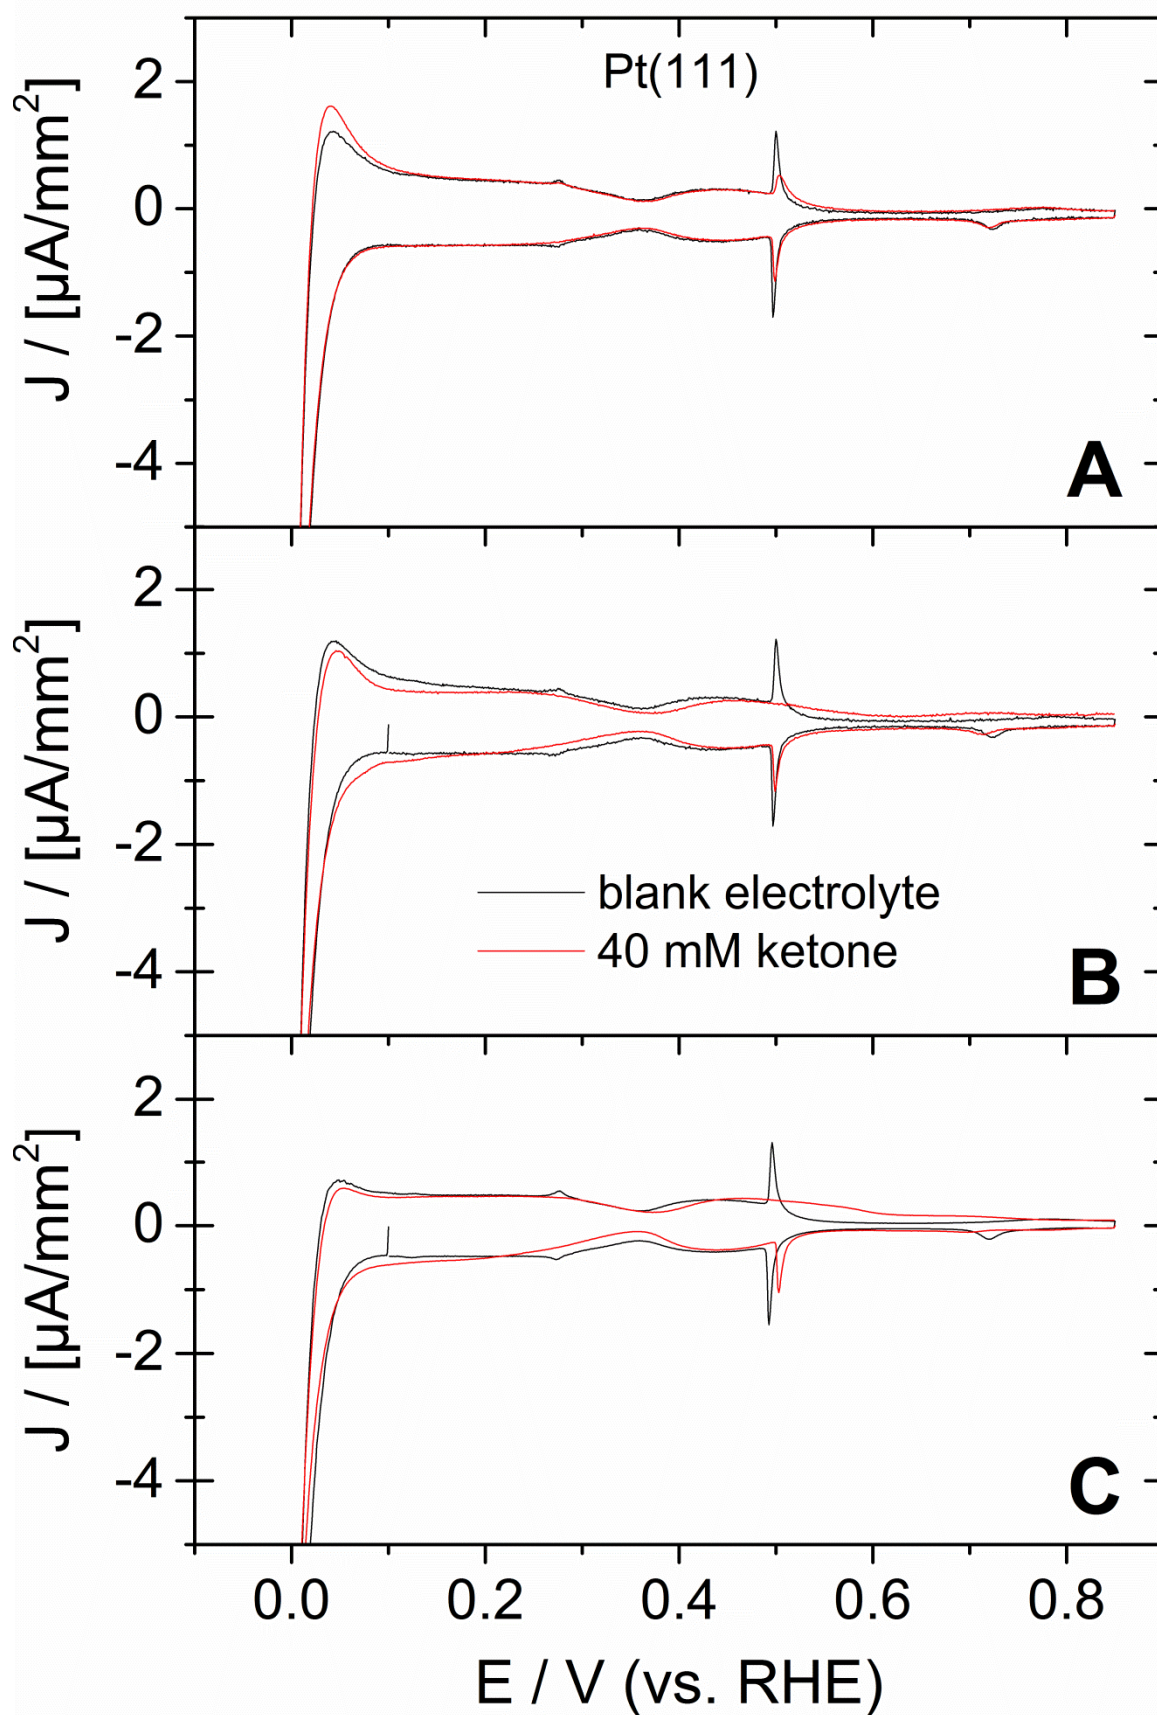 Pt(111)
J / [µA/mm²]
2
0
-2
-4
A
J / [µA/mm²]
2
0
-2
-4
blank electrolyte
40 mM ketone
B
J / [µA/mm²]
2
0
-2
-4
C
0.0 0.2 0.4 0.6 0.8
E / V (vs. RHE)